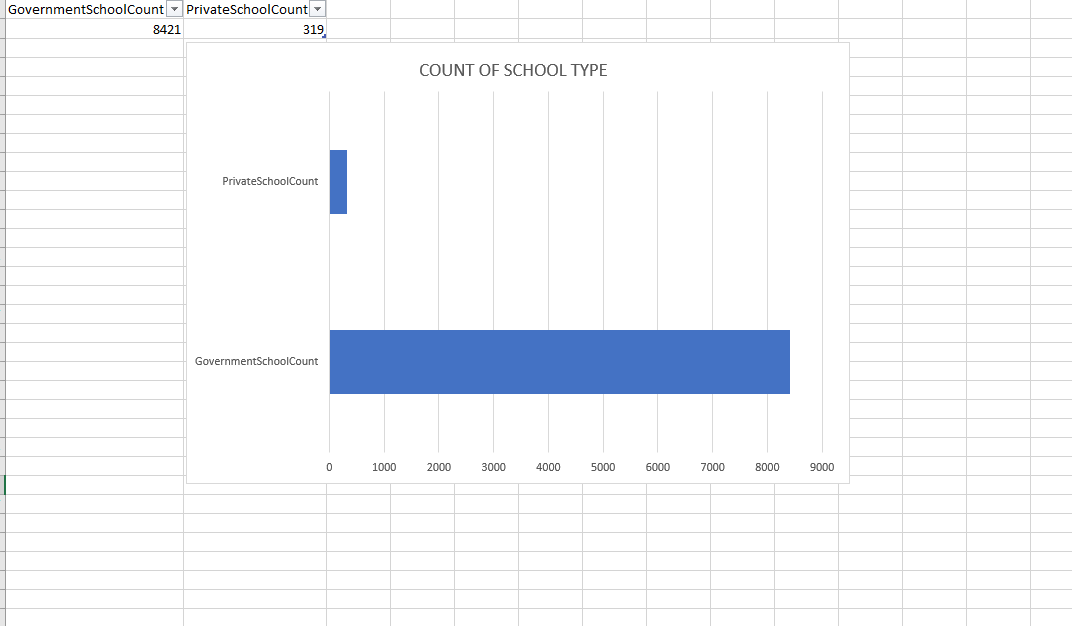 GovernmentSchoolCount PrivateSchoolCount
8421 319
COUNT OF SCHOOL TYPE
PrivateSchoolCount
GovernmentSchoolCount
0 1000 2000 3000 4000 5000 6000 7000 8000 9000